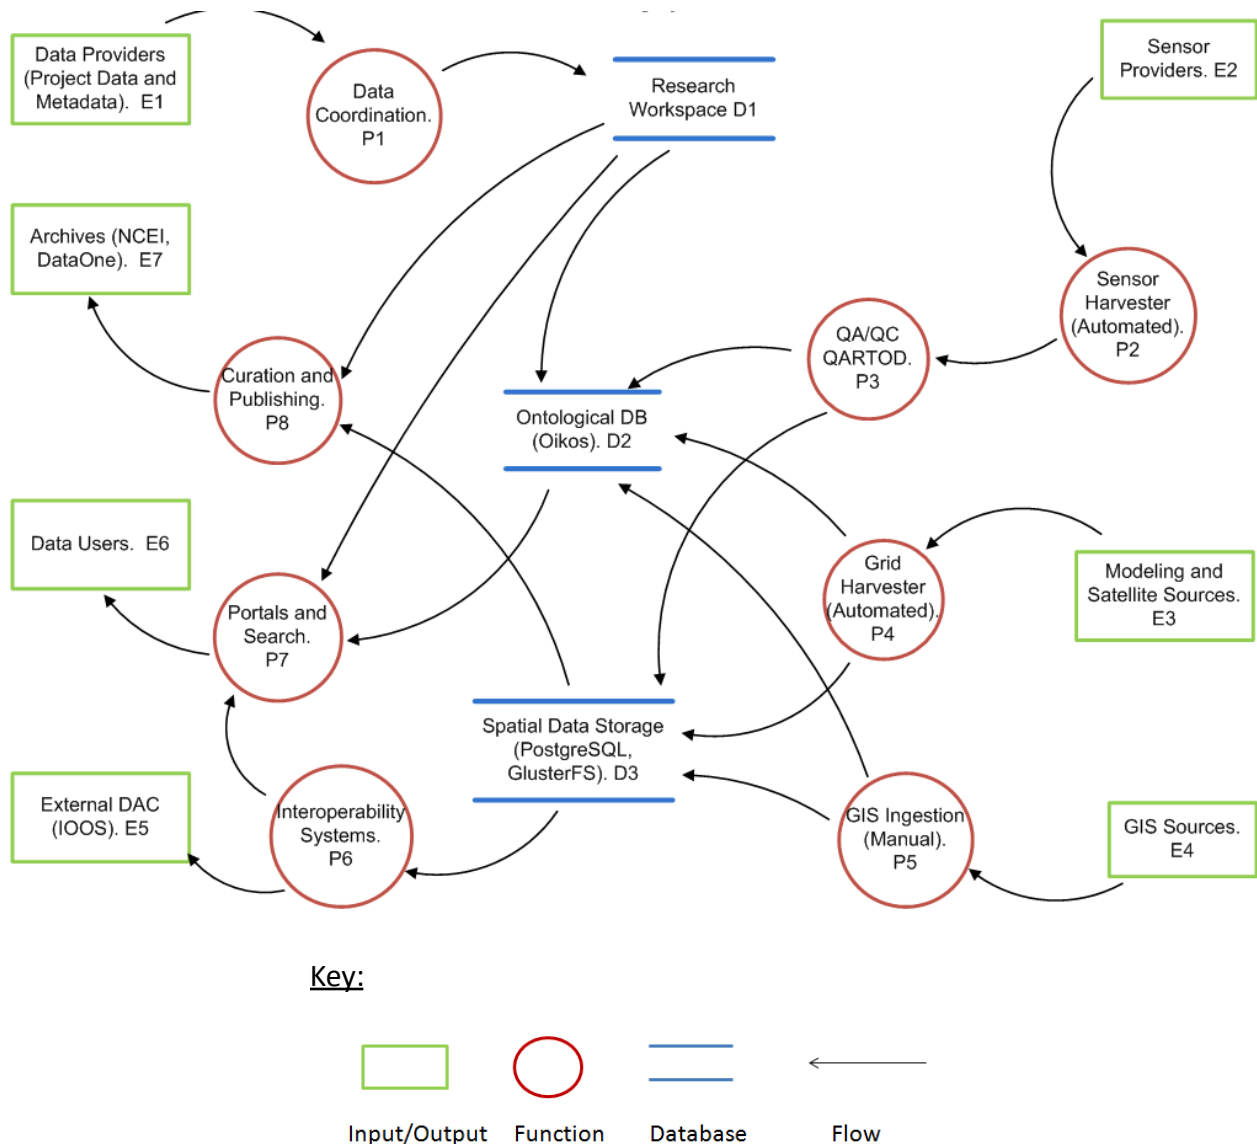 Data Providers
(Project Data and
Metadata).  E1
Data
Coordination.
P1
Research
Workspace D1
Sensor
Providers. E2
Archives (NCEI,
DataOne).  E7
Sensor
Harvester
(Automated).
P2
QA/QC
QARTOD.
P3
Curation and
Publishing.
P8
Ontological DB
(Oikos). D2
Data Users.  E6
Grid
Harvester
(Automated).
P4
Modeling and
Satellite Sources.
E3
Portals and
Search.
P7
Spatial Data Storage
(PostgreSQL,
GlusterFS). D3
External DAC
(IOOS). E5
Interoperability
Systems.
P6
GIS Ingestion
(Manual).
P5
GIS Sources.
E4
Key:
Input/Output
Function
Database
Flow